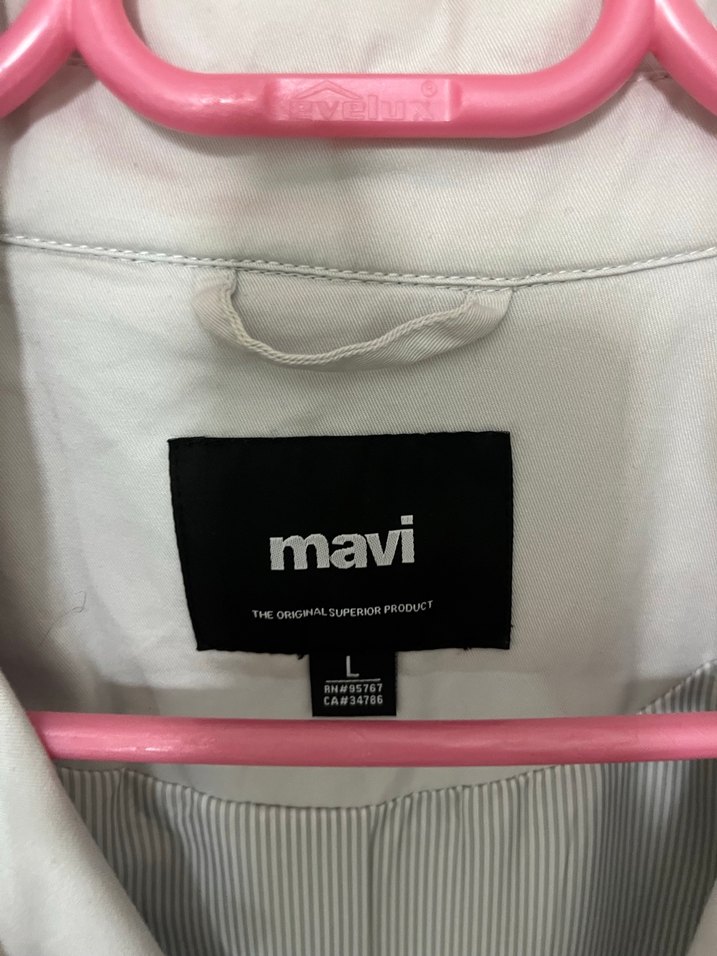 evelux®
mavi
THE ORIGINAL SUPERIOR PRODUCT
L
RN#95767
CA#34786